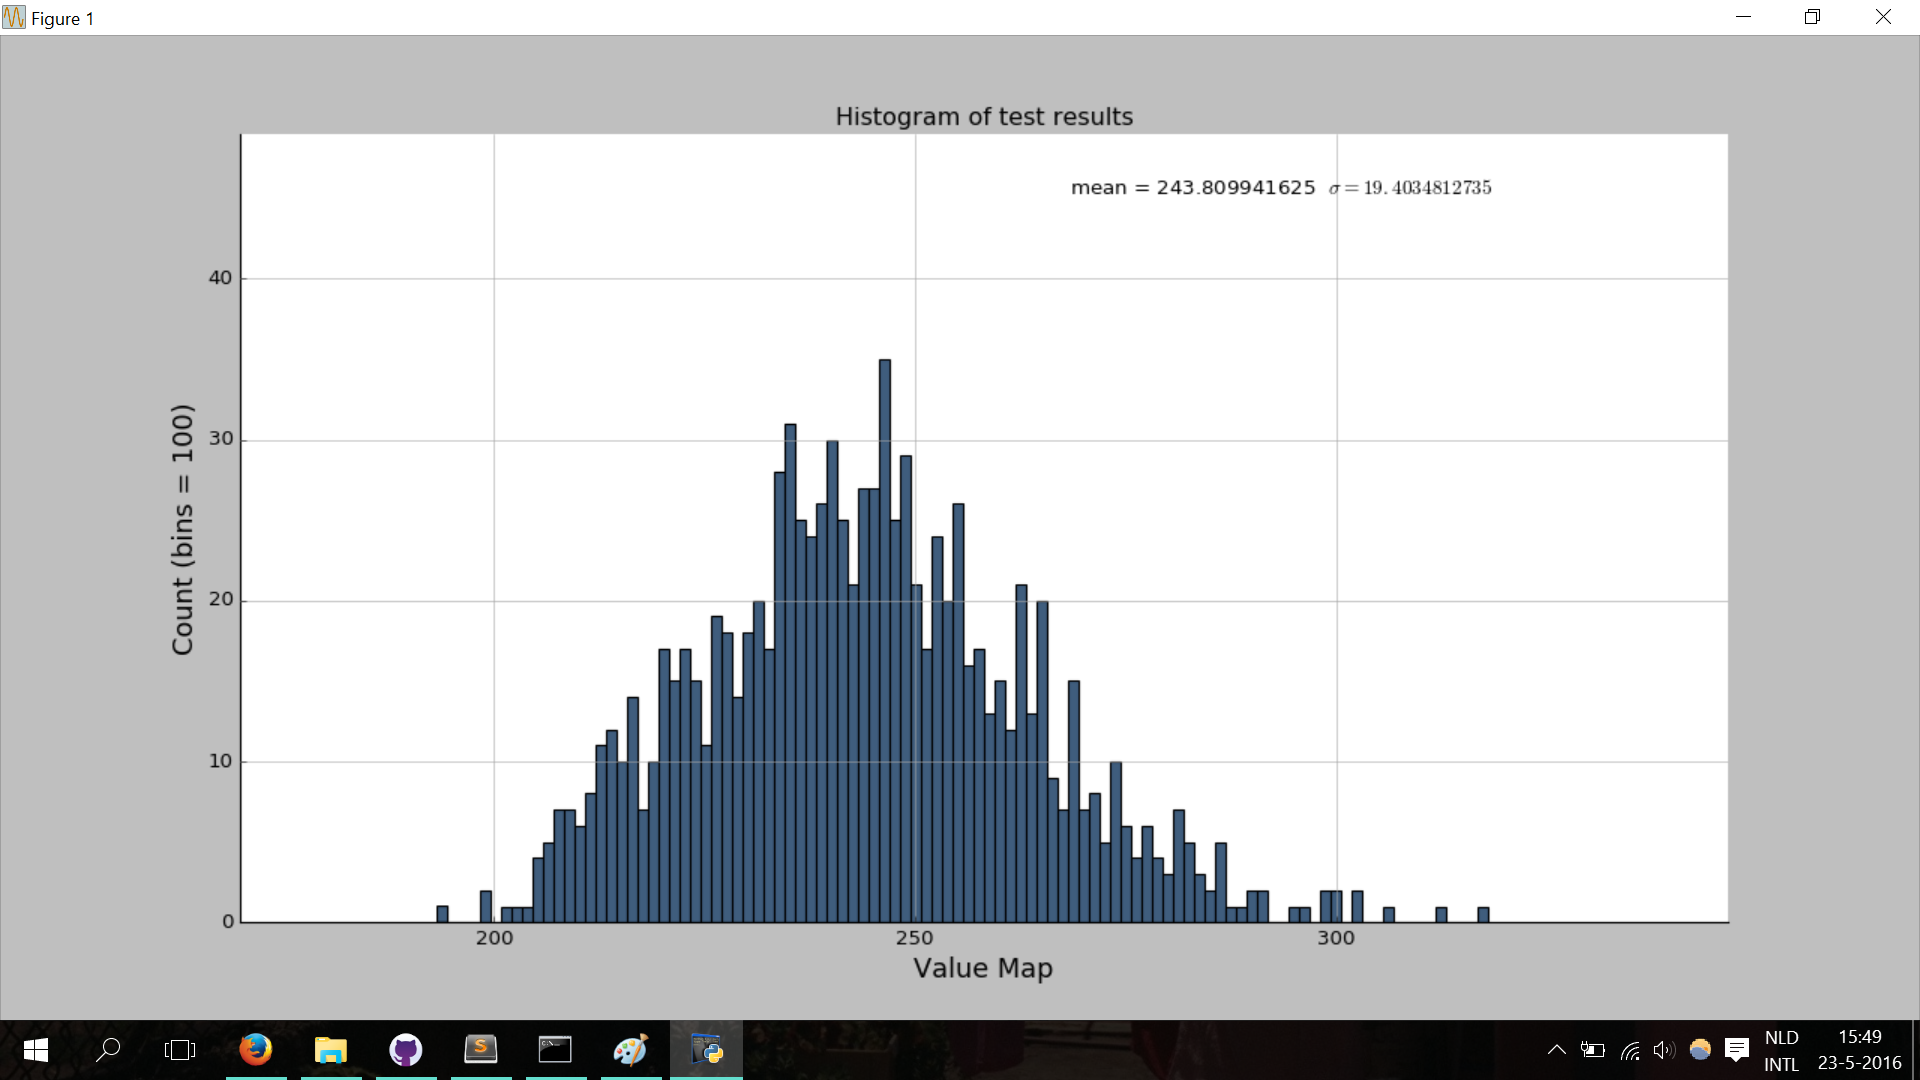 Figure 1
Histogram of test results
mean = 243.809941625 σ = 19.4034812735
40
30
20
10
0
Count (bins = 100)
200 250 300
Value Map
S
C:\
NLD 15:49
INTL 23-5-2016